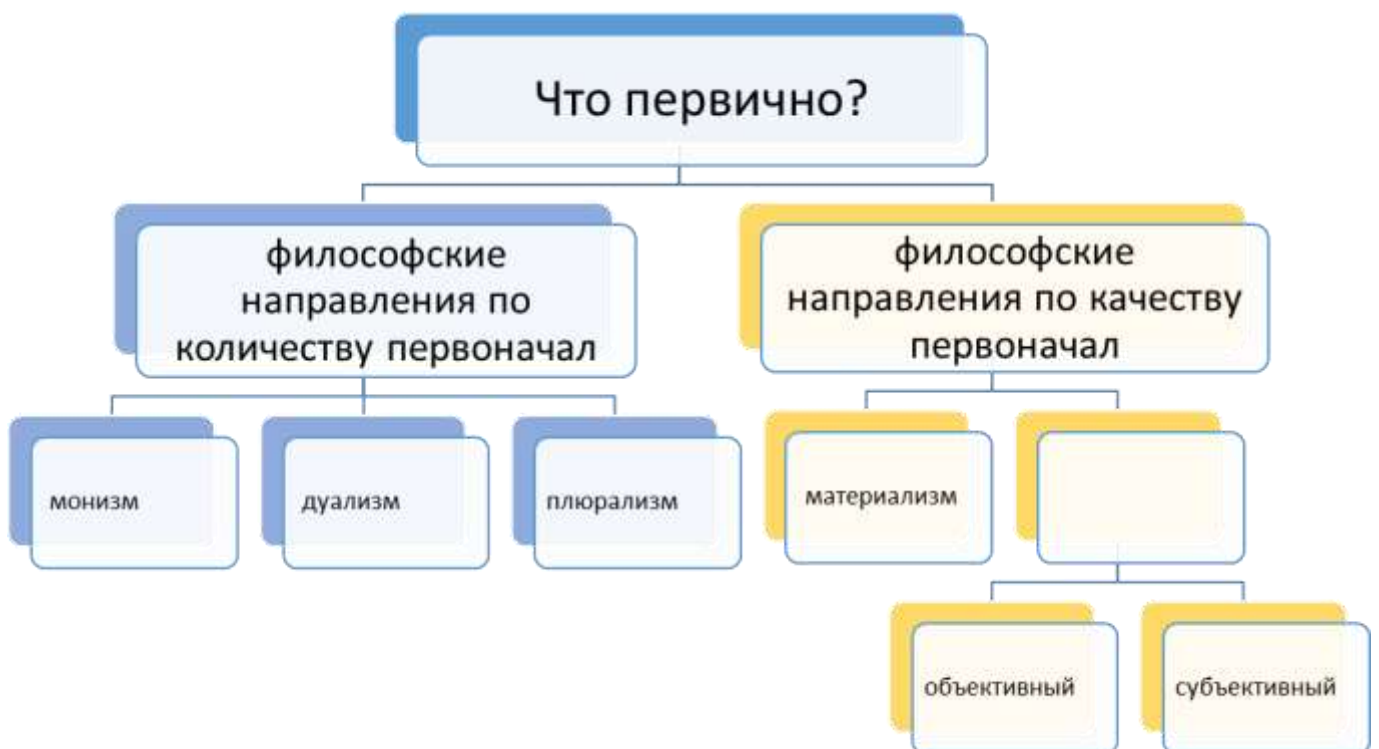 Что первично?
философские
направления по
количеству первоначал
философские
направления по качеству
первоначал
монизм
дуализм
плюрализм
материализм
объективный
субъективный